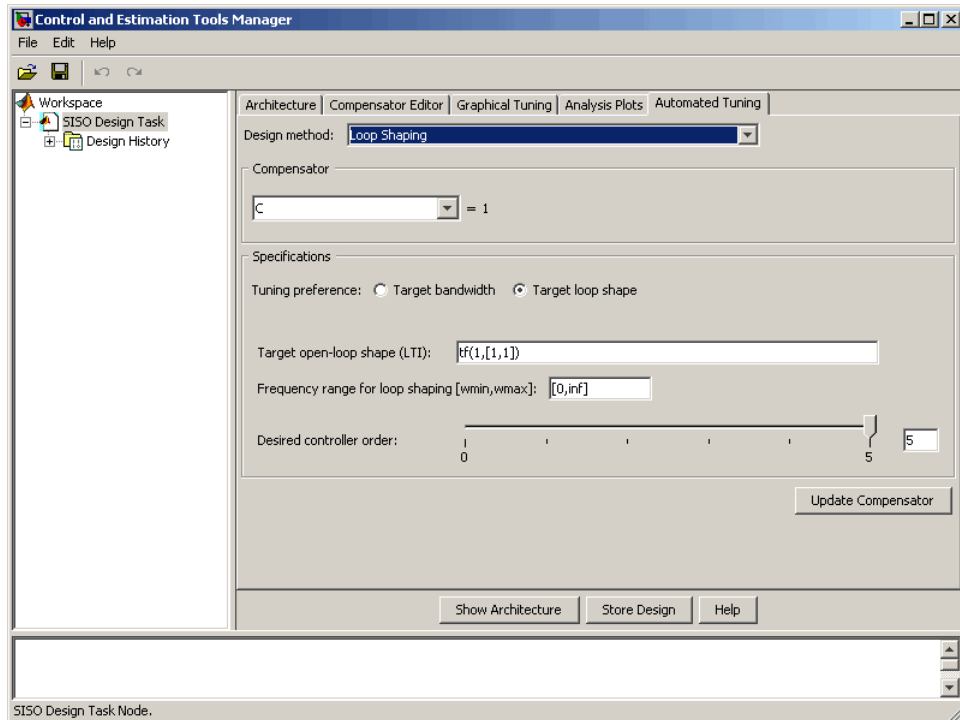 Control and Estimation Tools Manager
File Edit Help
Workspace
SISO Design Task
Design History
Architecture Compensator Editor Graphical Tuning Analysis Plots Automated Tuning
Design method: Loop Shaping
Compensator
C = 1
Specifications
Tuning preference: Target bandwidth Target loop shape
Target open-loop shape (LTI): tf(1,[1,1])
Frequency range for loop shaping [wmin,wmax]: [0,inf]
Desired controller order: 5
0 5
Update Compensator
Show Architecture Store Design Help
SISO Design Task Node.